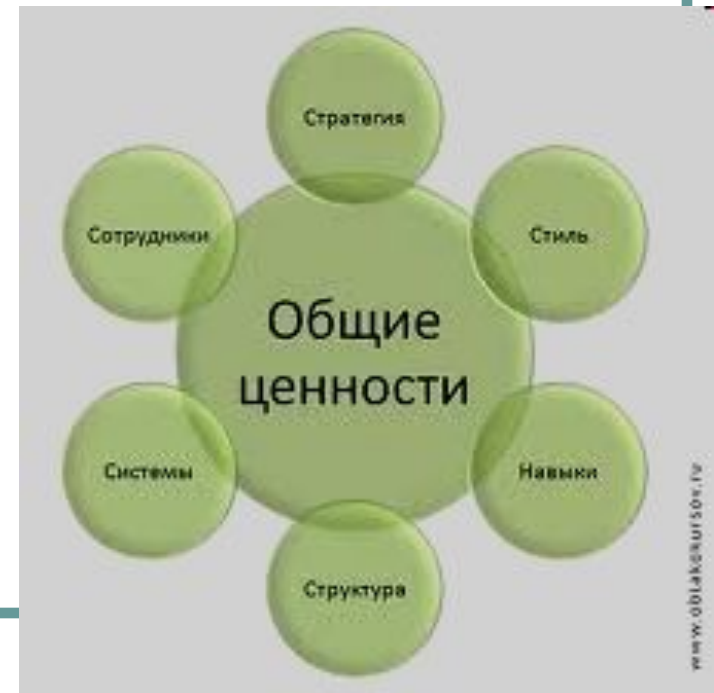 Стратегия
Сотрудники
Стиль
Общие
ценности
Системы
Навыки
Структура
www.oblakokursov.ru